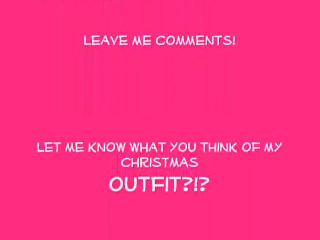 LEAVE ME COMMENTS!
LET ME KNOW WHAT YOU THINK OF MY
CHRISTMAS
OUTFIT?!?